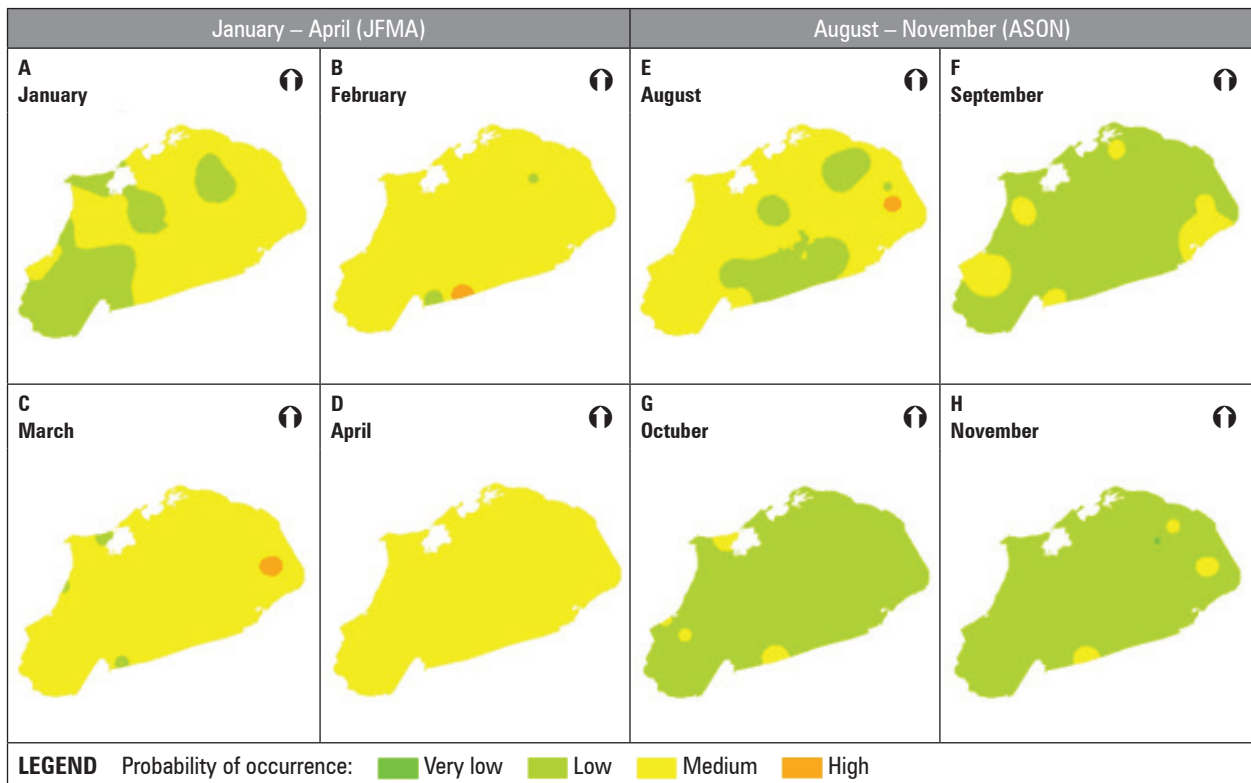 January – April (JFMA)
August – November (ASON)
A
January
B
February
E
August
F
September
C
March
D
April
G
Octuber
H
November
LEGEND Probability of occurrence: Very low Low Medium High